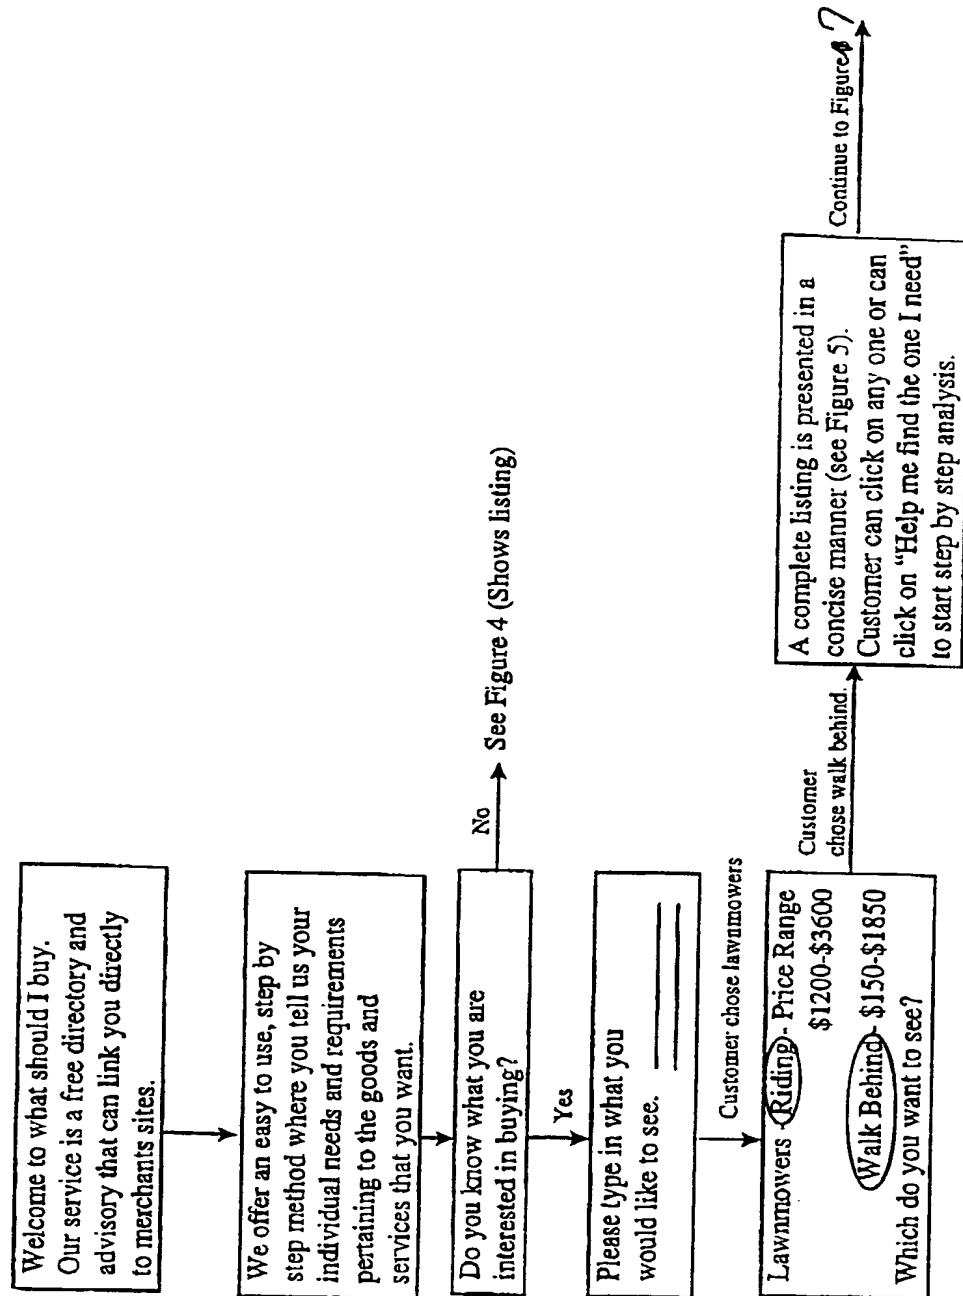 Welcome to what should I buy.
Our service is a free directory and
advisory that can link you directly
to merchants sites.
We offer an easy to use, step by
step method where you tell us your
individual needs and requirements
pertaining to the goods and
services that you want.
Do you know what you are
interested in buying?
No
See Figure 4 (Shows listing)
Yes
Please type in what you
would like to see.
Customer chose lawnmowers
Lawnmowers - Riding - Price Range
$1200-$3600
Walk Behind - $150-$1850
Which do you want to see?
Customer
chose walk behind.
A complete listing is presented in a
concise manner (see Figure 5).
Customer can click on any one or can
click on "Help me find the one I need"
to start step by step analysis.
Continue to Figure 7